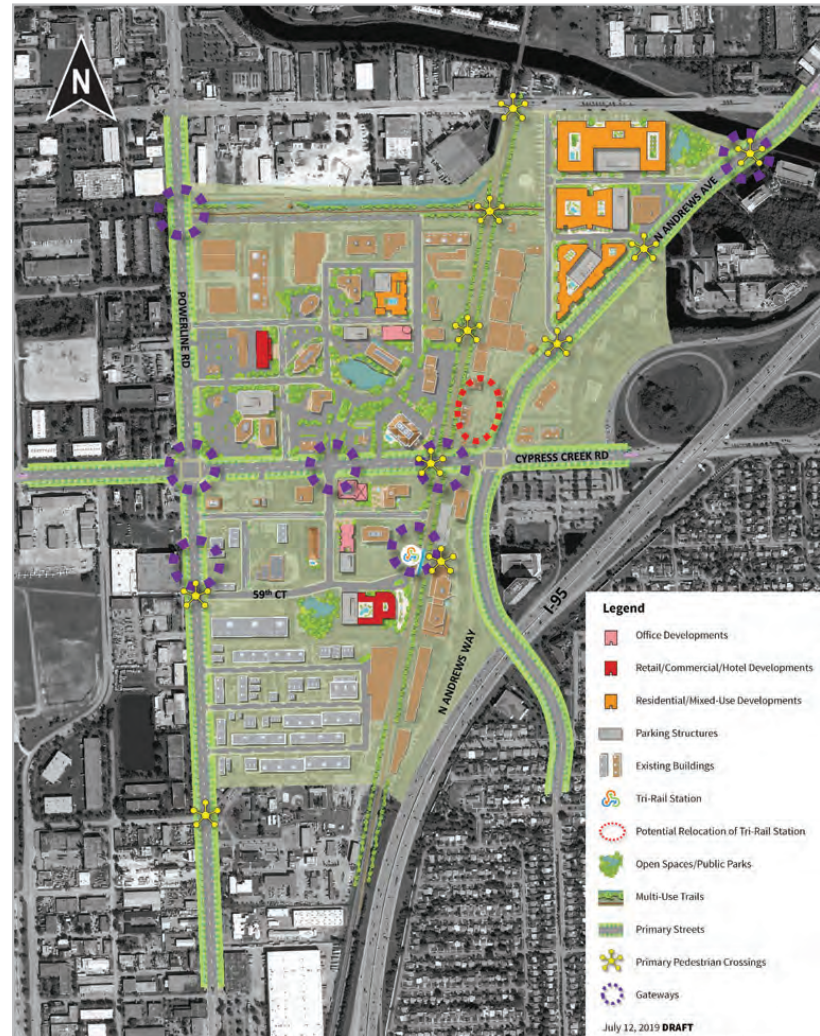 N
N ANDREWS AVE
POWERLINE RD
CYPRESS CREEK RD
59th CT
I-95
N ANDREWS WAY
Legend
Office Developments
Retail/Commercial/Hotel Developments
Residential/Mixed-Use Developments
Parking Structures
Existing Buildings
Tri-Rail Station
Potential Relocation of Tri-Rail Station
Open Spaces/Public Parks
Multi-Use Trails
Primary Streets
Primary Pedestrian Crossings
Gateways
July 12, 2019 DRAFT